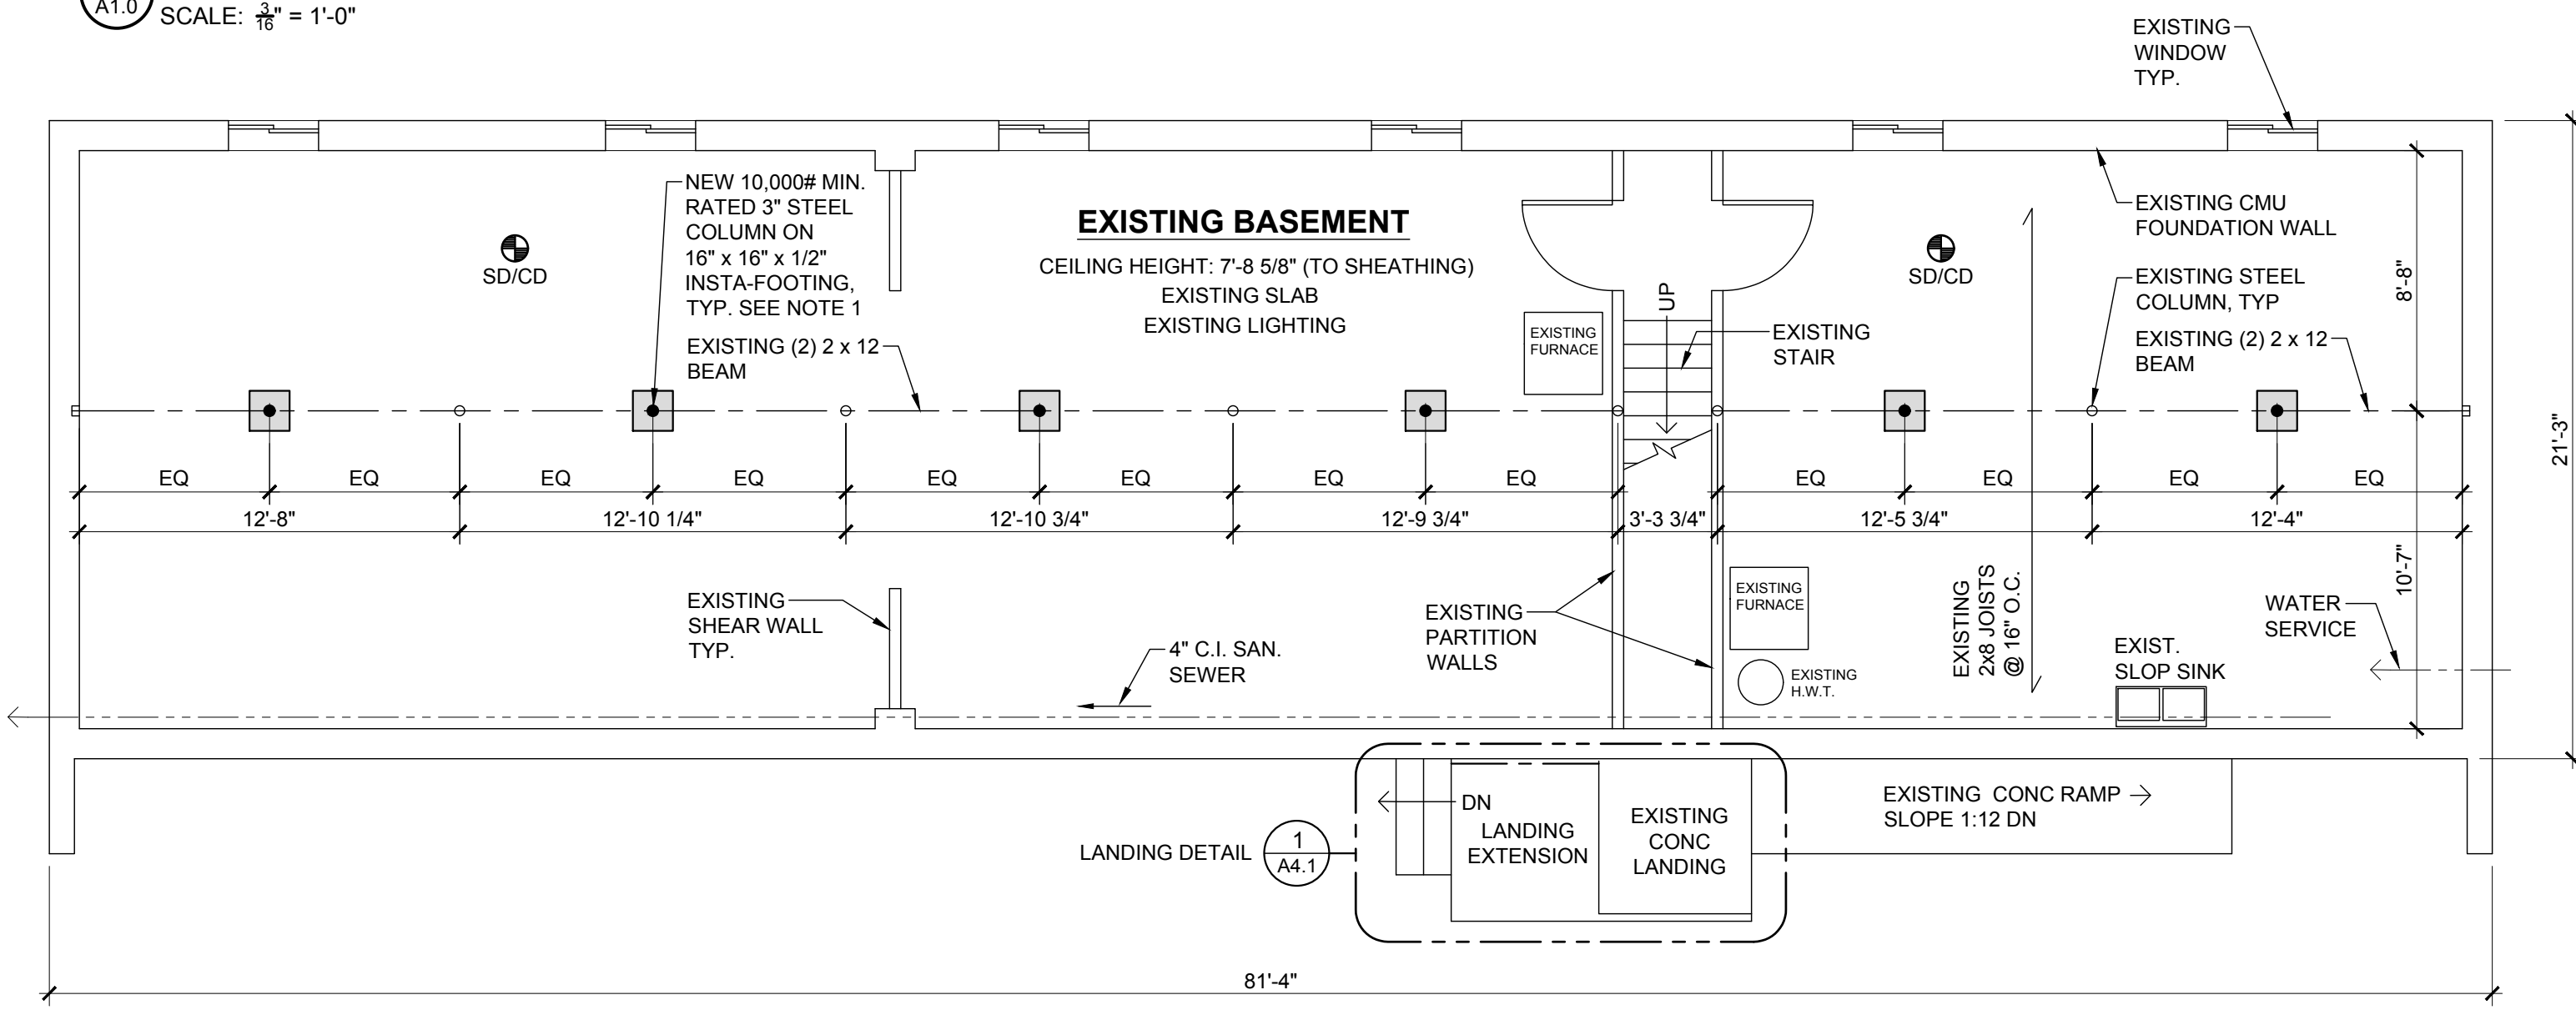 A1.0
SCALE: 3/16" = 1'-0"
EXISTING
WINDOW
TYP.
NEW 10,000# MIN.
RATED 3" STEEL
COLUMN ON
16" x 16" x 1/2"
INSTA-FOOTING,
TYP. SEE NOTE 1
EXISTING (2) 2 x 12
BEAM
SD/CD
EXISTING BASEMENT
CEILING HEIGHT: 7'-8 5/8" (TO SHEATHING)
EXISTING SLAB
EXISTING LIGHTING
EXISTING
FURNACE
UP
EXISTING
STAIR
SD/CD
EXISTING CMU
FOUNDATION WALL
EXISTING STEEL
COLUMN, TYP
EXISTING (2) 2 x 12
BEAM
8'-8"
21'-3"
EQ
EQ
EQ
EQ
EQ
EQ
EQ
EQ
EQ
EQ
EQ
EQ
12'-8"
12'-10 1/4"
12'-10 3/4"
12'-9 3/4"
3'-3 3/4"
12'-5 3/4"
12'-4"
10'-7"
EXISTING
SHEAR WALL
TYP.
4" C.I. SAN.
SEWER
EXISTING
PARTITION
WALLS
EXISTING
FURNACE
EXISTING
H.W.T.
EXISTING
2x8 JOISTS
@ 16" O.C.
EXIST.
SLOP SINK
WATER
SERVICE
DN
LANDING
EXTENSION
EXISTING
CONC
LANDING
EXISTING CONC RAMP
SLOPE 1:12 DN
LANDING DETAIL
1
A4.1
81'-4"